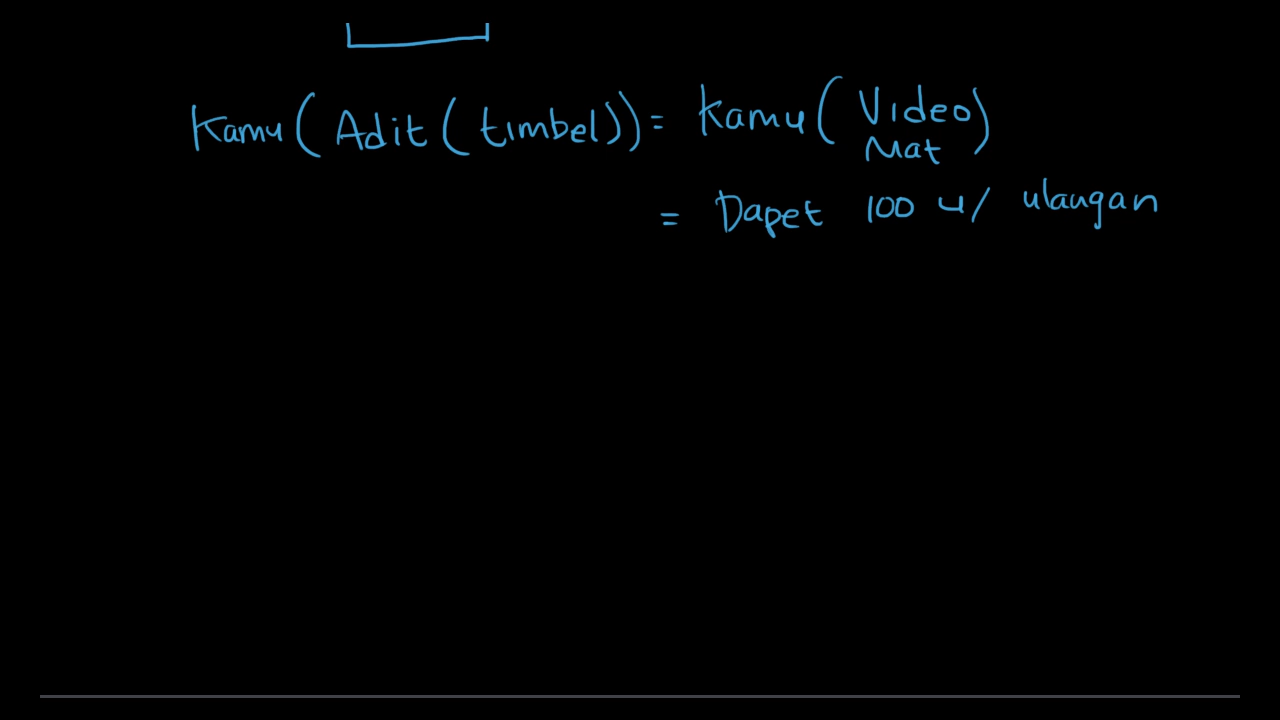 Kamu (Adit (timbel)) = Kamu (Video Mat)
= Dapet 100 u/ ulangan